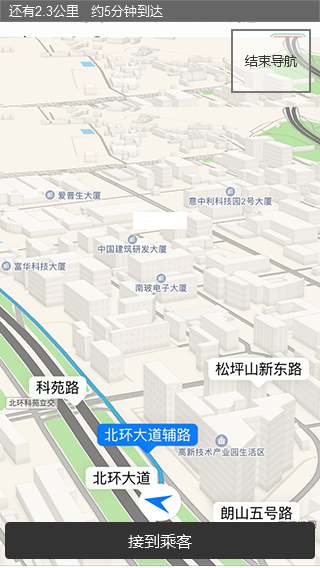 还有2.3公里 约5分钟到达
结束导航
爱普生大厦
意中利科技园2号大厦
中国建筑研发大厦
富华科技大厦
南玻电子大厦
松坪山新东路
科苑路
北环科苑立交
北环大道辅路
高新技术产业园生活区
北环大道
朗山五号路
接到乘客